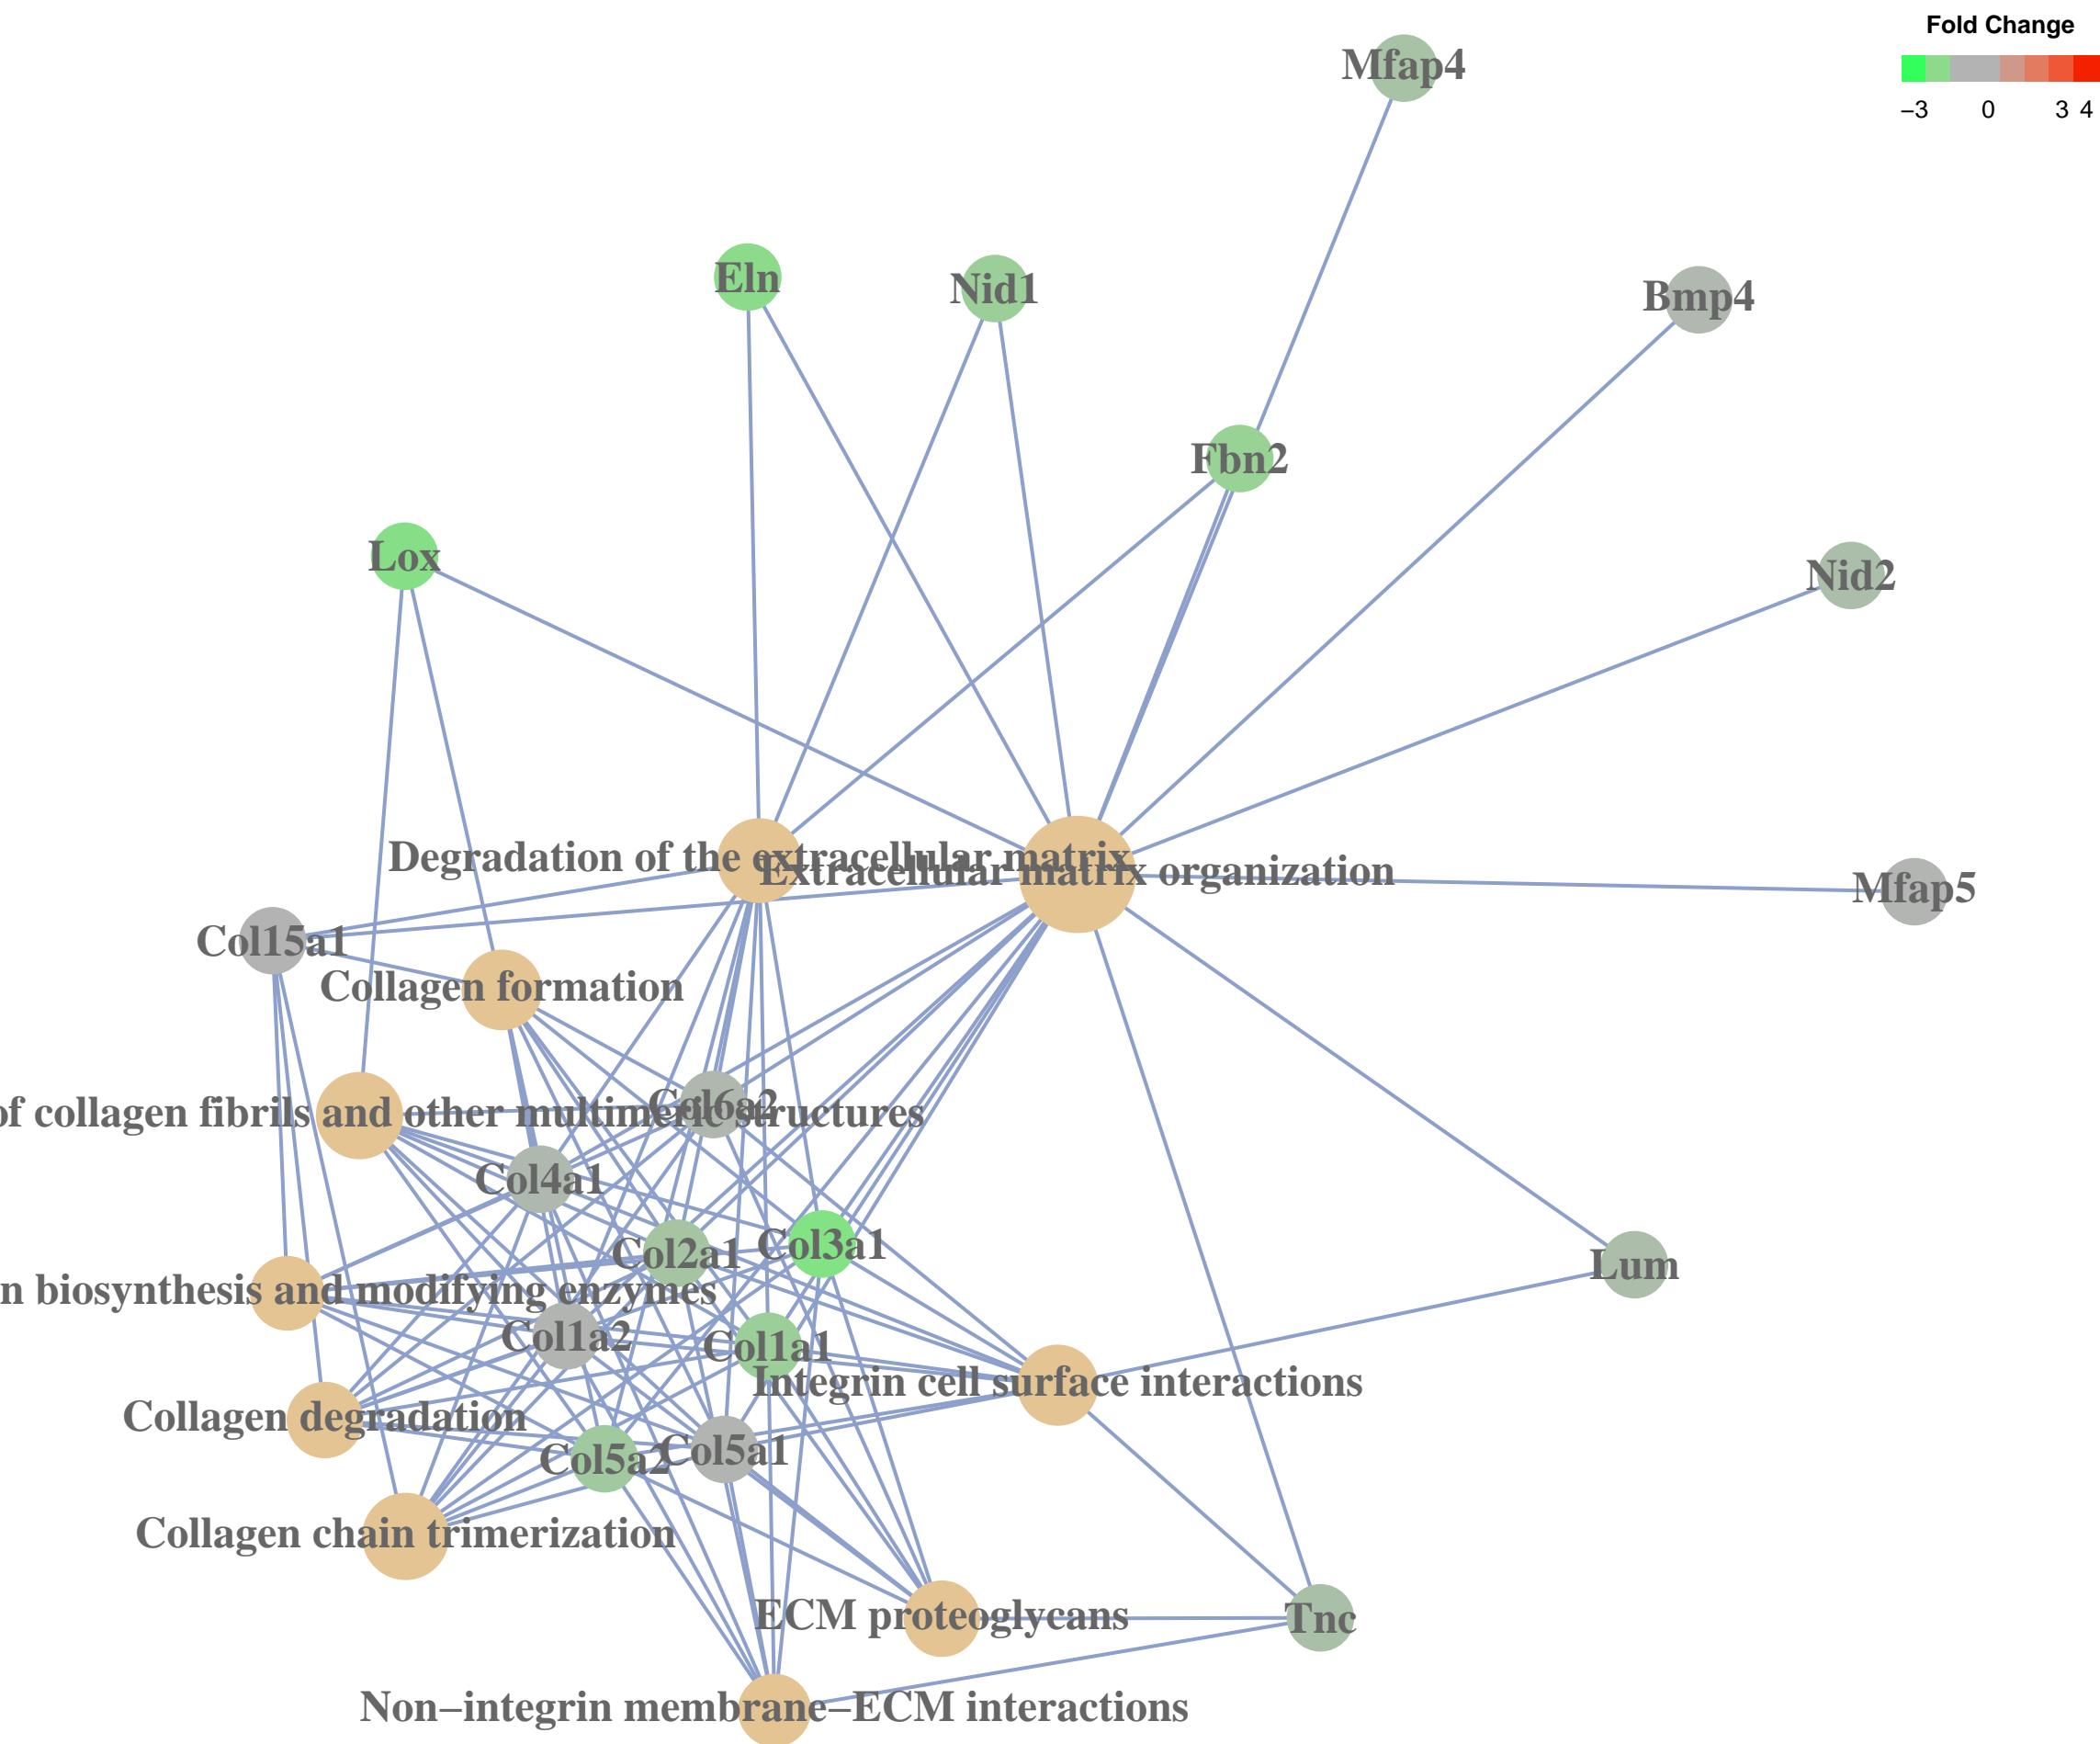 Fold Change
−3 0 3 4
Mfap4
Eln
Nid1
Bmp4
Fbn2
Lox
Nid2
Degradation of the extracellular matrix
Extracellular matrix organization
Mfap5
Col15a1
Collagen formation
Col6a2
of collagen fibrils and other multimeric structures
Col4a1
Col2a1
Col3a1
Lum
n biosynthesis and modifying enzymes
Col1a2
Col1a1
Integrin cell surface interactions
Collagen degradation
Col5a2
Col5a1
Collagen chain trimerization
ECM proteoglycans
Tnc
Non−integrin membrane−ECM interactions